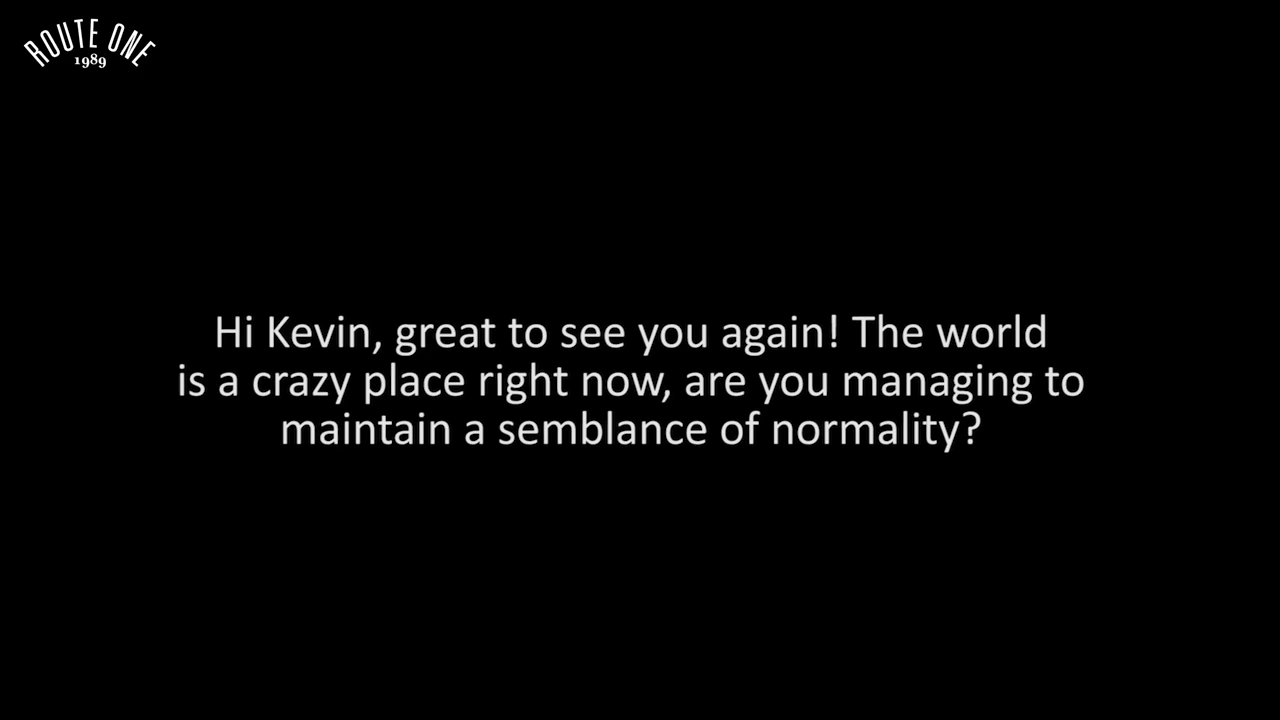 ROUTE ONE
1989
Hi Kevin, great to see you again! The world
is a crazy place right now, are you managing to
maintain a semblance of normality?